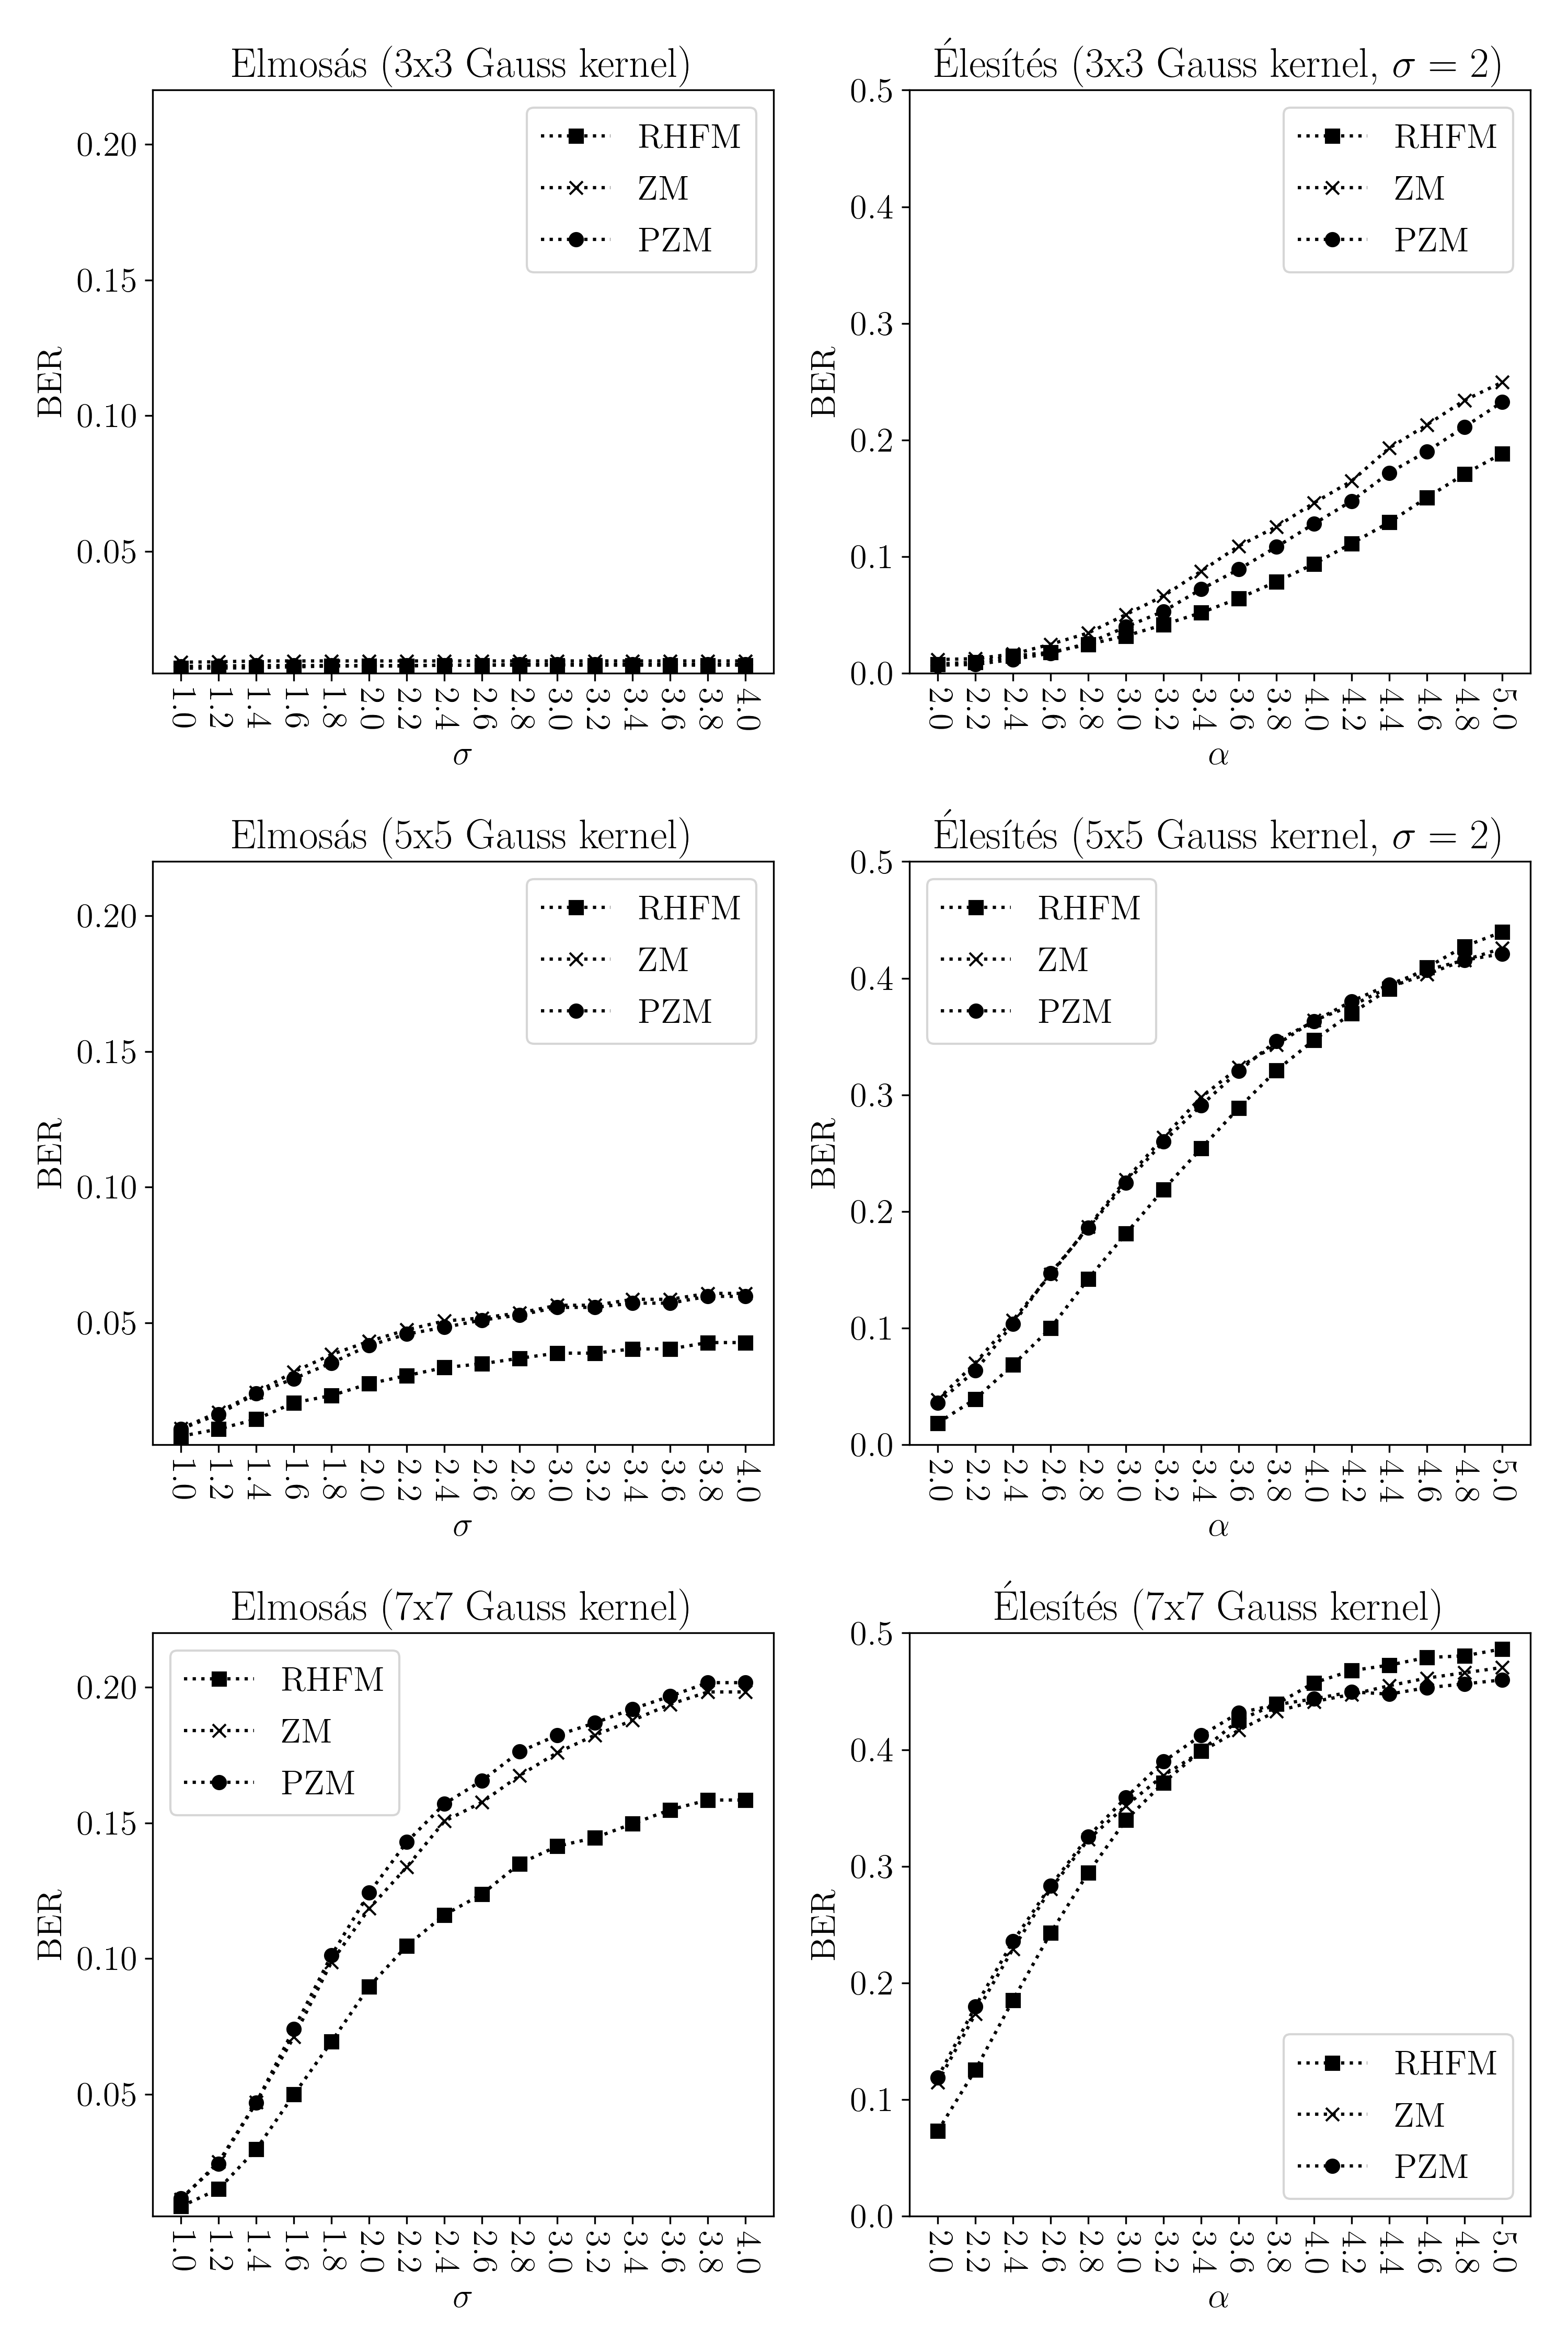 Elmosás (3x3 Gauss kernel)
BER
0.20
0.15
0.10
0.05
RHFM
ZM
PZM
1.0 1.2 1.4 1.6 1.8 2.0 2.2 2.4 2.6 2.8 3.0 3.2 3.4 3.6 3.8 4.0
σ
Élesítés (3x3 Gauss kernel, σ = 2)
BER
0.5
0.4
0.3
0.2
0.1
0.0
RHFM
ZM
PZM
2.0 2.2 2.4 2.6 2.8 3.0 3.2 3.4 3.6 3.8 4.0 4.2 4.4 4.6 4.8 5.0
α
Elmosás (5x5 Gauss kernel)
BER
0.20
0.15
0.10
0.05
RHFM
ZM
PZM
1.0 1.2 1.4 1.6 1.8 2.0 2.2 2.4 2.6 2.8 3.0 3.2 3.4 3.6 3.8 4.0
σ
Élesítés (5x5 Gauss kernel, σ = 2)
BER
0.5
0.4
0.3
0.2
0.1
0.0
RHFM
ZM
PZM
2.0 2.2 2.4 2.6 2.8 3.0 3.2 3.4 3.6 3.8 4.0 4.2 4.4 4.6 4.8 5.0
α
Elmosás (7x7 Gauss kernel)
BER
0.20
0.15
0.10
0.05
RHFM
ZM
PZM
1.0 1.2 1.4 1.6 1.8 2.0 2.2 2.4 2.6 2.8 3.0 3.2 3.4 3.6 3.8 4.0
σ
Élesítés (7x7 Gauss kernel)
BER
0.5
0.4
0.3
0.2
0.1
0.0
RHFM
ZM
PZM
2.0 2.2 2.4 2.6 2.8 3.0 3.2 3.4 3.6 3.8 4.0 4.2 4.4 4.6 4.8 5.0
α